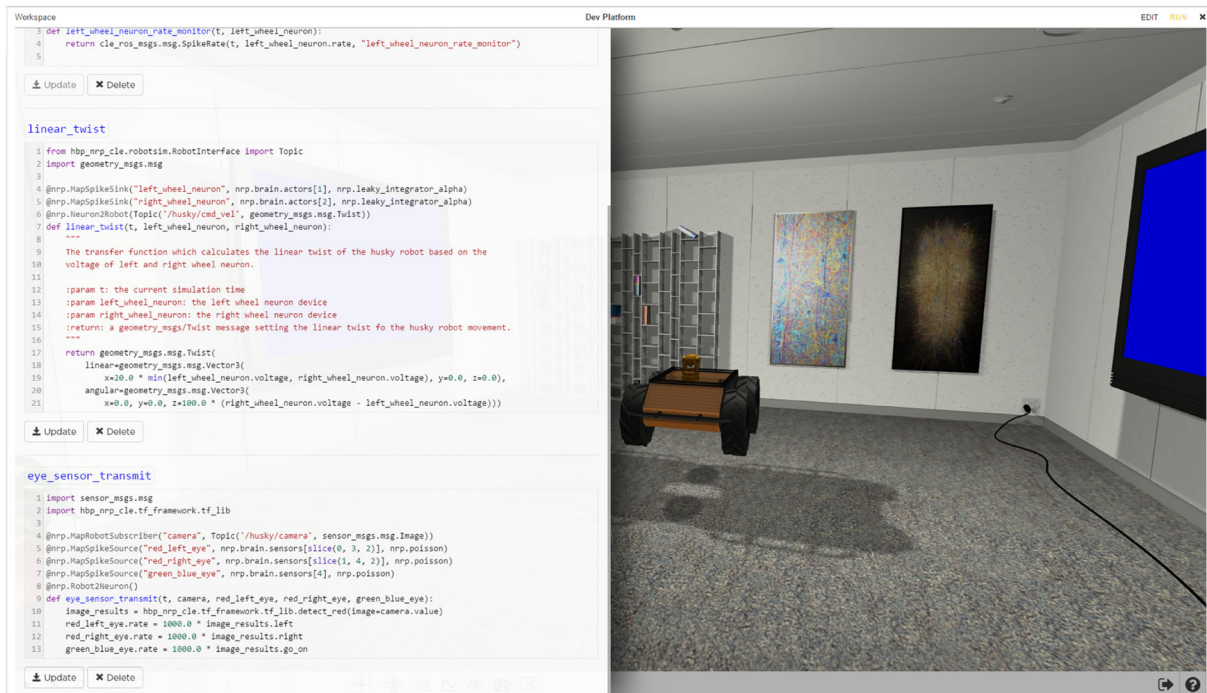 Workspace
Dev Platform
EDIT RUN ✖
3 def left_wheel_neuron_rate_monitor(t, left_wheel_neuron):
4     return cle_ros_msgs.msg.SpikeRate(t, left_wheel_neuron.rate, "left_wheel_neuron_rate_monitor")
5
Update ✖ Delete
linear_twist
1 from hbp_nrp_cle.robotsim.RobotInterface import Topic
2 import geometry_msgs.msg
3
4 @nrp.MapSpikeSink("left_wheel_neuron", nrp.brain.actors[1], nrp.leaky_integrator_alpha)
5 @nrp.MapSpikeSink("right_wheel_neuron", nrp.brain.actors[2], nrp.leaky_integrator_alpha)
6 @nrp.Neuron2Robot(Topic('/husky/cmd_vel', geometry_msgs.msg.Twist))
7 def linear_twist(t, left_wheel_neuron, right_wheel_neuron):
8     """
9     The transfer function which calculates the linear twist of the husky robot based on the
10     voltage of left and right wheel neuron.
11
12     :param t: the current simulation time
13     :param left_wheel_neuron: the left wheel neuron device
14     :param right_wheel_neuron: the right wheel neuron device
15     :return: a geometry_msgs/Twist message setting the linear twist fo the husky robot movement.
16     """
17     return geometry_msgs.msg.Twist(
18         linear=geometry_msgs.msg.Vector3(
19             x=20.0 * min(left_wheel_neuron.voltage, right_wheel_neuron.voltage), y=0.0, z=0.0),
20         angular=geometry_msgs.msg.Vector3(
21             x=0.0, y=0.0, z=100.0 * (right_wheel_neuron.voltage - left_wheel_neuron.voltage)))
Update ✖ Delete
eye_sensor_transmit
1 import sensor_msgs.msg
2 import hbp_nrp_cle.tf_framework.tf_lib
3
4 @nrp.MapRobotSubscriber("camera", Topic('/husky/camera', sensor_msgs.msg.Image))
5 @nrp.MapSpikeSource("red_left_eye", nrp.brain.sensors[slice(0, 3, 2)], nrp.poisson)
6 @nrp.MapSpikeSource("red_right_eye", nrp.brain.sensors[slice(1, 4, 2)], nrp.poisson)
7 @nrp.MapSpikeSource("green_blue_eye", nrp.brain.sensors[4], nrp.poisson)
8 @nrp.Robot2Neuron()
9 def eye_sensor_transmit(t, camera, red_left_eye, red_right_eye, green_blue_eye):
10     image_results = hbp_nrp_cle.tf_framework.tf_lib.detect_red(image=camera.value)
11     red_left_eye.rate = 1000.0 * image_results.left
12     red_right_eye.rate = 1000.0 * image_results.right
13     green_blue_eye.rate = 1000.0 * image_results.go_on
Update ✖ Delete